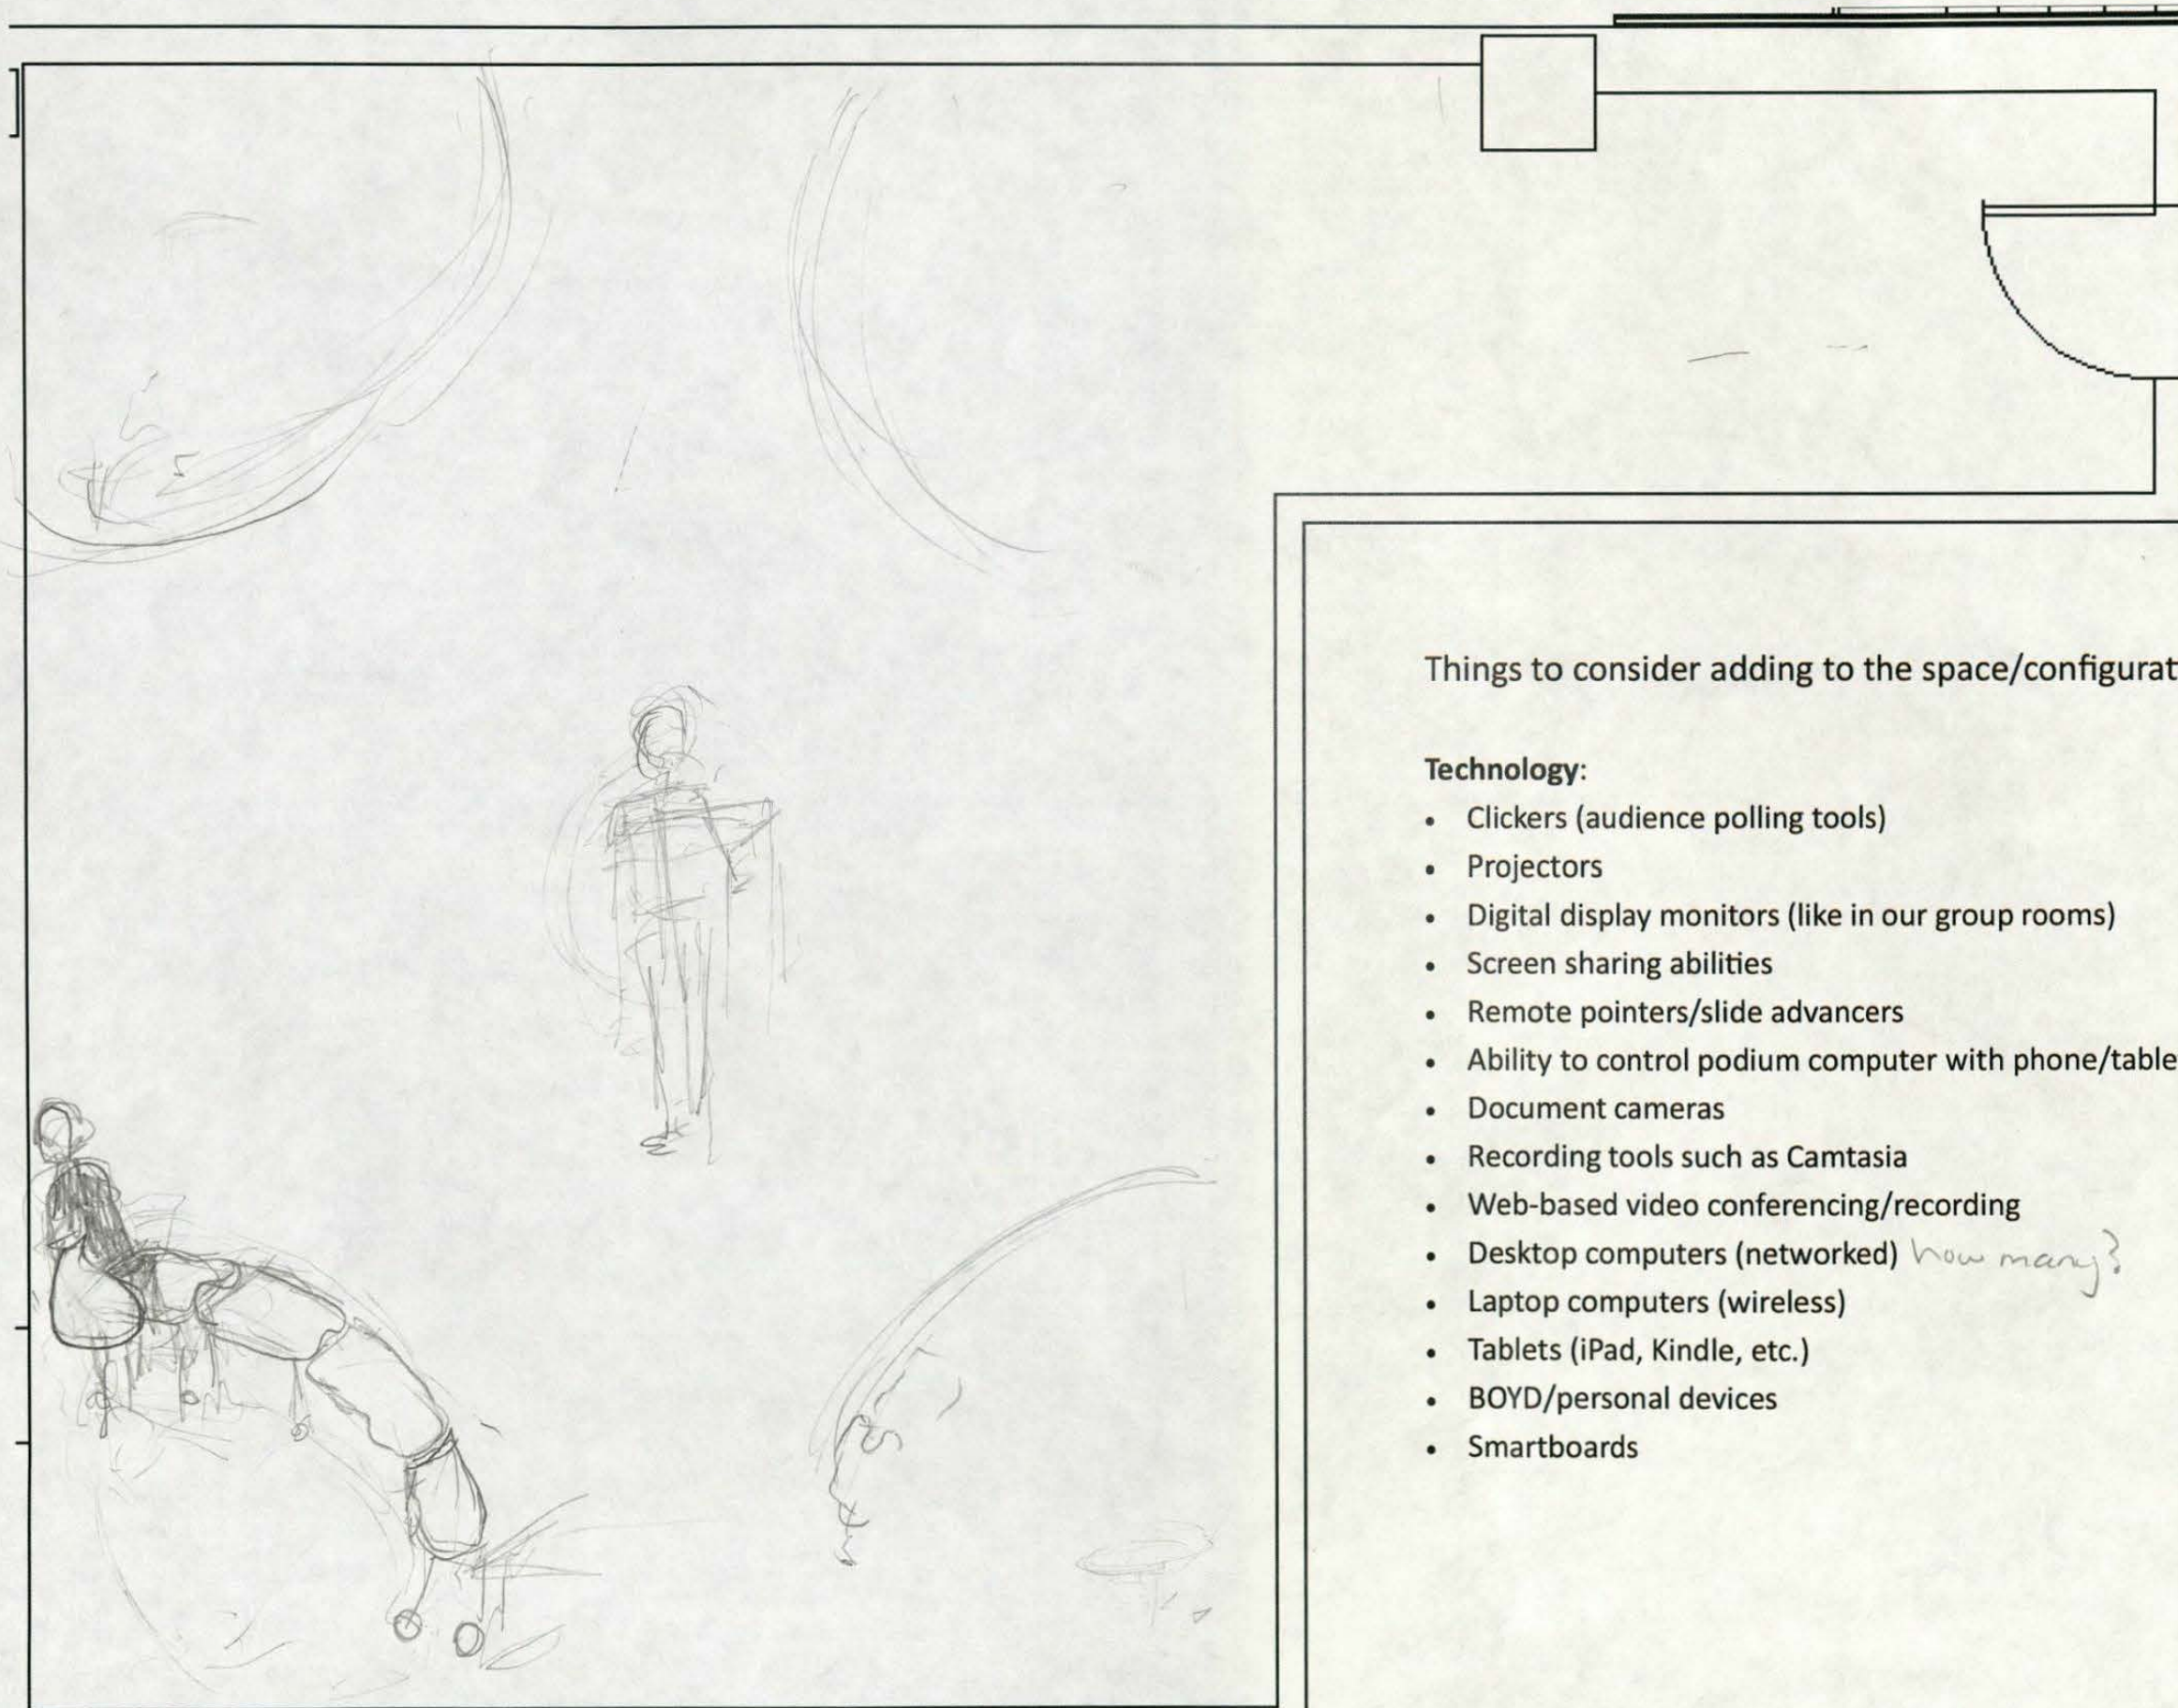 Things to consider adding to the space/configurat
Technology:
• Clickers (audience polling tools)
• Projectors
• Digital display monitors (like in our group rooms)
• Screen sharing abilities
• Remote pointers/slide advancers
• Ability to control podium computer with phone/table
• Document cameras
• Recording tools such as Camtasia
• Web-based video conferencing/recording
• Desktop computers (networked) how many?
• Laptop computers (wireless)
• Tablets (iPad, Kindle, etc.)
• BOYD/personal devices
• Smartboards